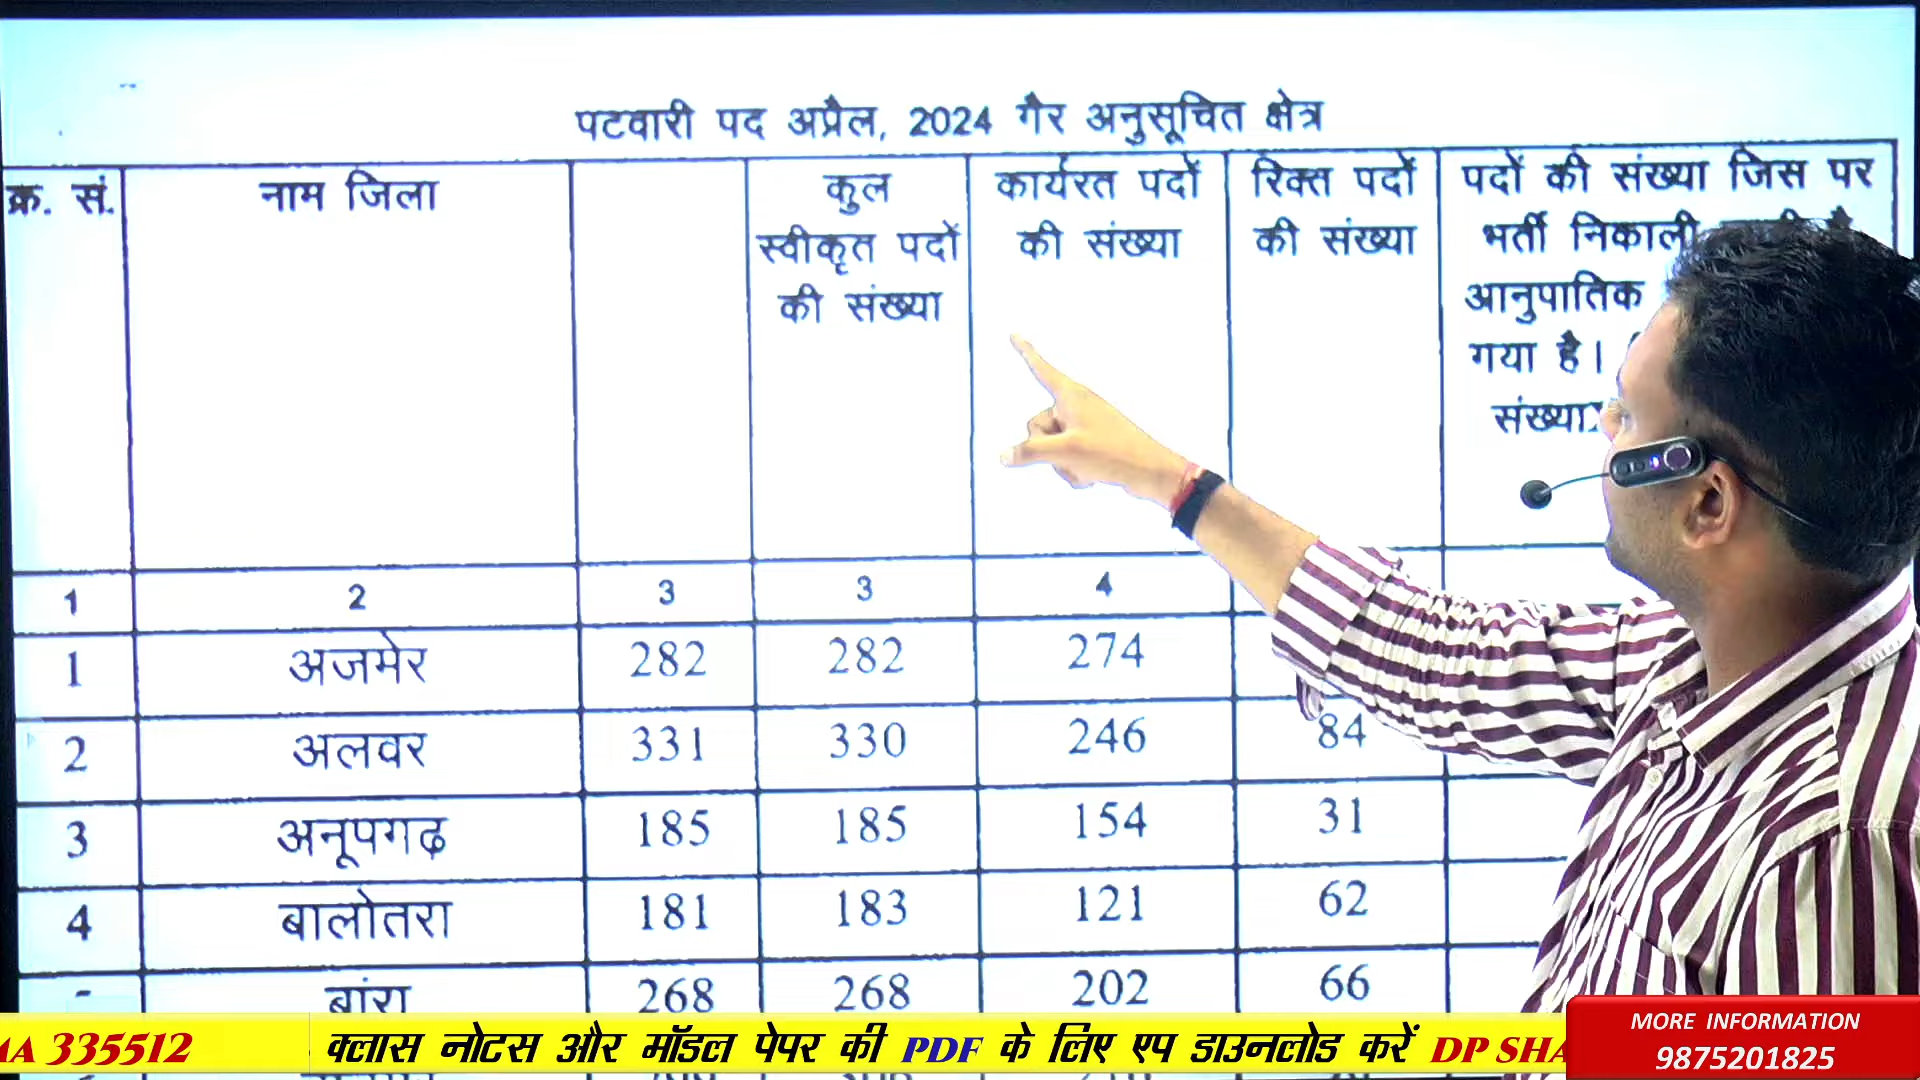 पटवारी पद अप्रैल, 2024 गैर अनुसूचित क्षेत्र
क्र. सं. नाम जिला कुल कार्यरत पदों रिक्त पदों पदों की संख्या जिस पर
स्वीकृत पदों की संख्या की संख्या भर्ती निकाली
की संख्या आनुपातिक
गया है।
संख्या
1 2 3 3 4
1 अजमेर 282 282 274
2 अलवर 331 330 246 84
3 अनूपगढ़ 185 185 154 31
4 बालोतरा 181 183 121 62
बांरा 268 268 202 66
335512 क्लास नोटस और मॉडल पेपर की PDF के लिए एप डाउनलोड करें DP SHA
MORE INFORMATION
9875201825